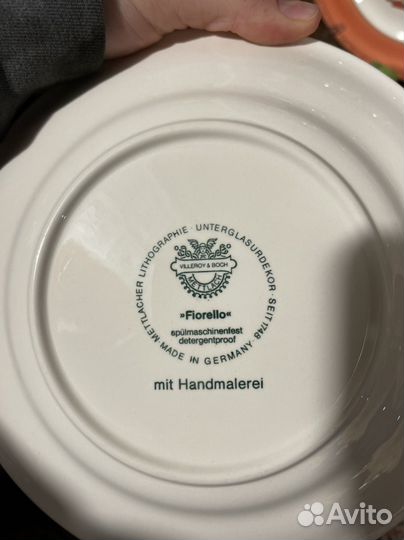 METTLACHER LITHOGRAPHIE · UNTERGLASURDEKOR · SEIT 1748
VILLEROY & BOCH
METTLACH
»Fiorello«
spülmaschinenfest
detergentproof
MADE IN GERMANY
mit Handmalerei
Avito